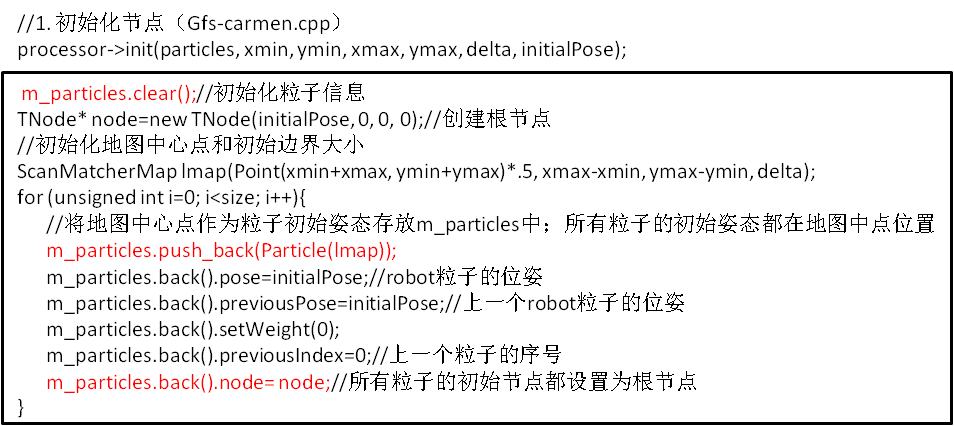 //1. 初始化节点（Gfs-carmen.cpp）
processor->init(particles, xmin, ymin, xmax, ymax, delta, initialPose);
m_particles.clear();//初始化粒子信息
TNode* node=new TNode(initialPose, 0, 0, 0);//创建根节点
//初始化地图中心点和初始边界大小
ScanMatcherMap lmap(Point(xmin+xmax, ymin+ymax)*.5, xmax-xmin, ymax-ymin, delta);
for (unsigned int i=0; i<size; i++){
//将地图中心点作为粒子初始姿态存放m_particles中；所有粒子的初始姿态都在地图中点位置
m_particles.push_back(Particle(lmap));
m_particles.back().pose=initialPose;//robot粒子的位姿
m_particles.back().previousPose=initialPose;//上一个robot粒子的位姿
m_particles.back().setWeight(0);
m_particles.back().previousIndex=0;//上一个粒子的序号
m_particles.back().node= node;//所有粒子的初始节点都设置为根节点
}